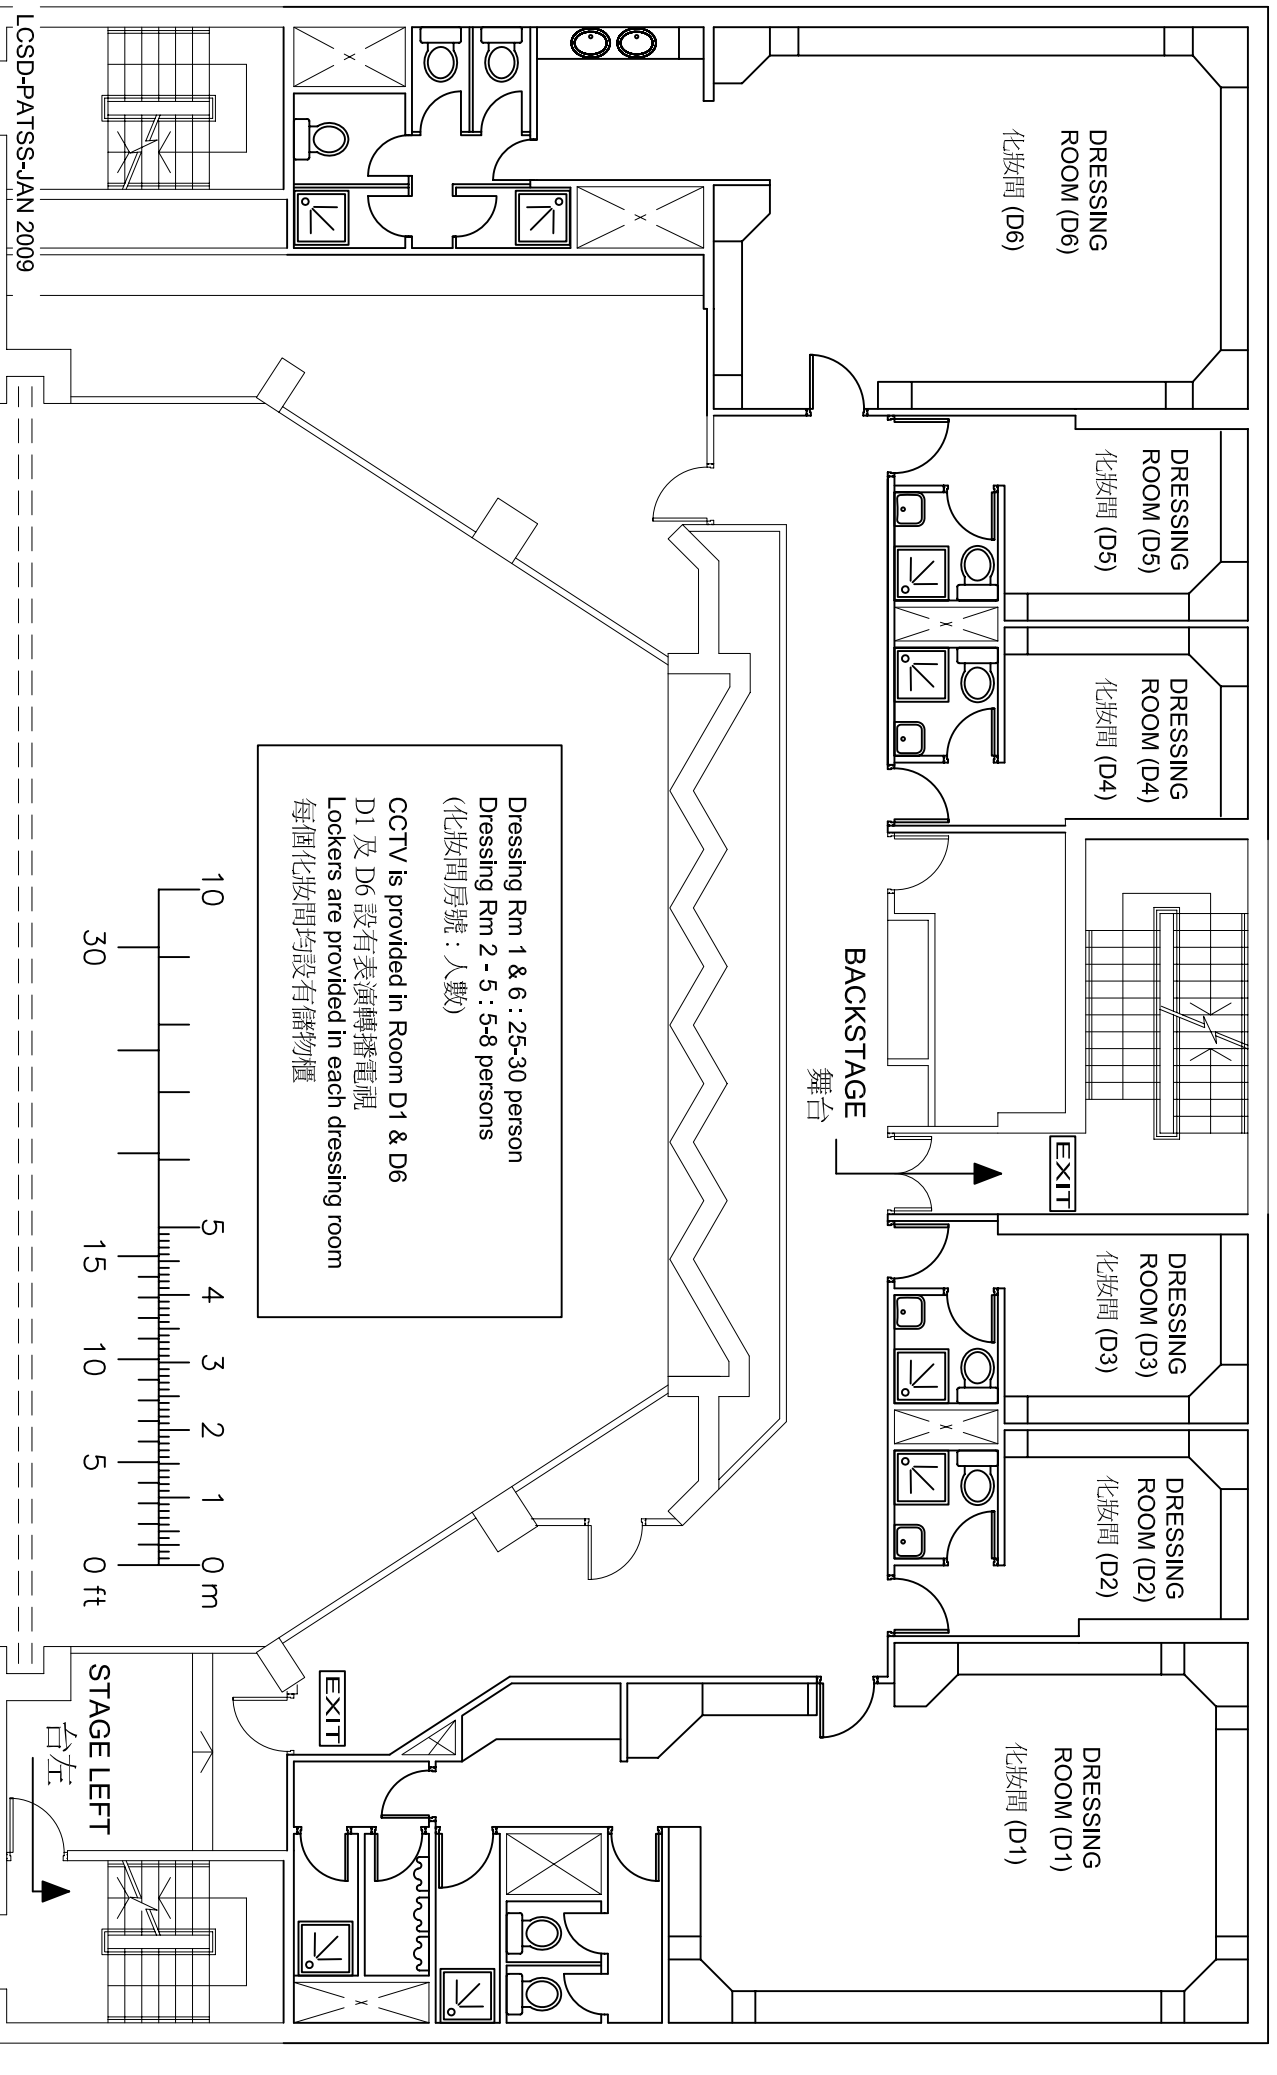 DRESSING
ROOM (D6)
化妝間 (D6)
DRESSING
ROOM (D5)
化妝間 (D5)
DRESSING
ROOM (D4)
化妝間 (D4)
EXIT
DRESSING
ROOM (D3)
化妝間 (D3)
DRESSING
ROOM (D2)
化妝間 (D2)
DRESSING
ROOM (D1)
化妝間 (D1)
BACKSTAGE
舞台
Dressing Rm 1 & 6 : 25-30 person
Dressing Rm 2 - 5 : 5-8 persons
(化妝間房號 : 人數)
CCTV is provided in Room D1 & D6
D1 及 D6 設有表演轉播電視
Lockers are provided in each dressing room
每個化妝間均設有儲物櫃
EXIT
10 5 4 3 2 1 0 m
30 15 10 5 0 ft
STAGE LEFT
台左
LCSD-PATSS-JAN 2009